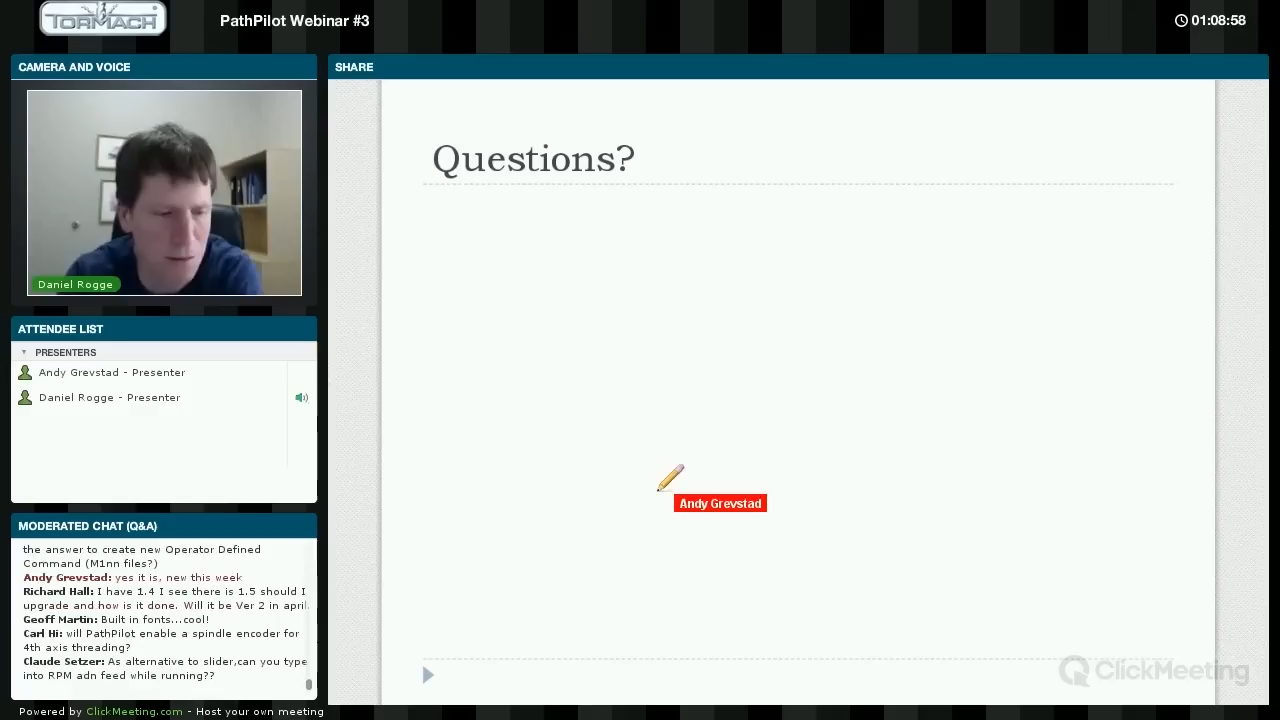 TORMACH
PathPilot Webinar #3
01:08:58
CAMERA AND VOICE
Daniel Rogge
ATTENDEE LIST
PRESENTERS
Andy Grevstad - Presenter
Daniel Rogge - Presenter
MODERATED CHAT (Q&A)
the answer to create new Operator Defined
Command (M1nn files?)
Andy Grevstad: yes it is, new this week
Richard Hall: I have 1.4 I see there is 1.5 should I
upgrade and how is it done. Will it be Ver 2 in april
Geoff Martin: Built in fonts...cool!
Carl Hi: will PathPilot enable a spindle encoder for
4th axis threading?
Claude Setzer: As alternative to slider,can you type
into RPM adn feed while running??
Powered by ClickMeeting.com - Host your own meeting
SHARE
Questions?
Andy Grevstad
ClickMeeting